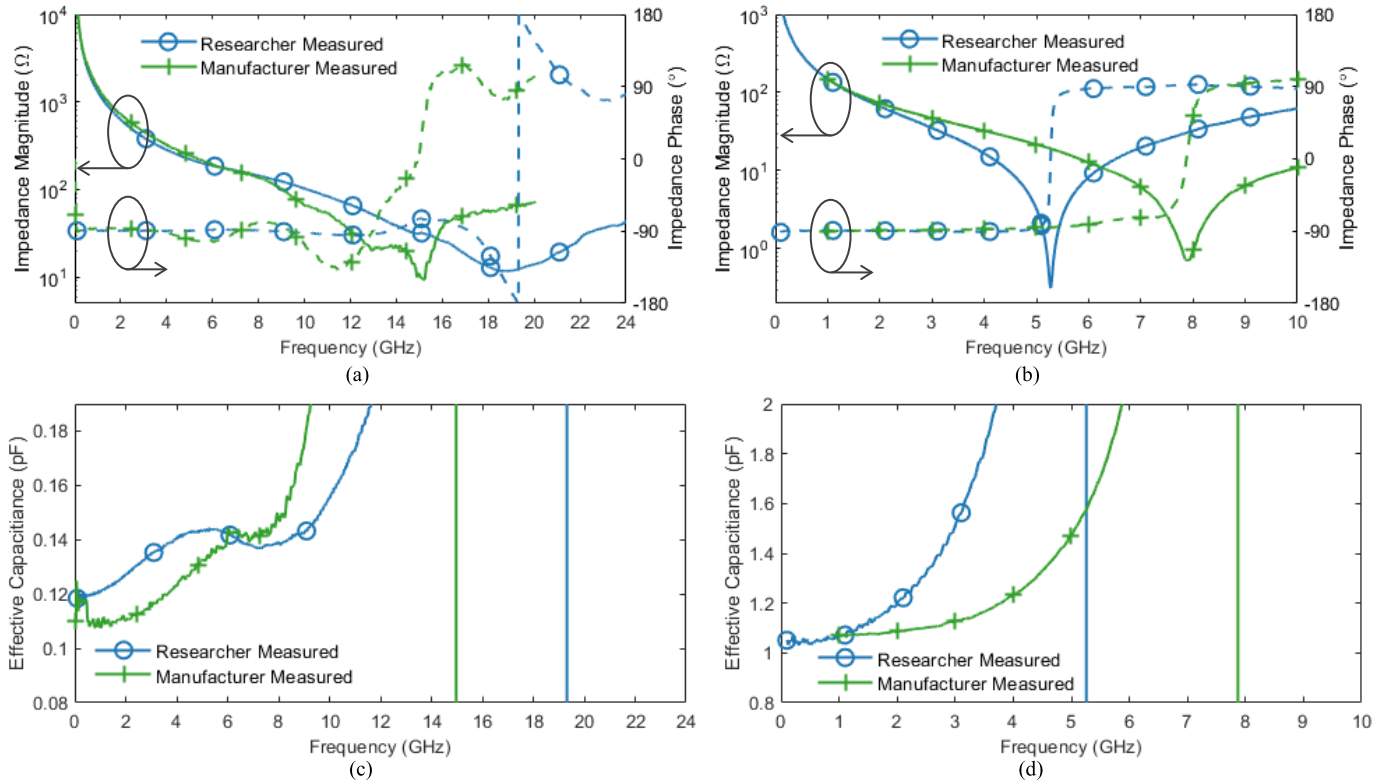 Impedance Magnitude (Ω)
10⁴
10³
10²
10¹
Researcher Measured
Manufacturer Measured
180
90
0
-90
-180
Impedance Phase (°)
0 2 4 6 8 10 12 14 16 18 20 22 24
Frequency (GHz)
(a)
Impedance Magnitude (Ω)
10³
10²
10¹
10⁰
Researcher Measured
Manufacturer Measured
180
90
0
-90
-180
Impedance Phase (°)
0 1 2 3 4 5 6 7 8 9 10
Frequency (GHz)
(b)
Effective Capacitiance (pF)
0.18
0.16
0.14
0.12
0.1
0.08
Researcher Measured
Manufacturer Measured
0 2 4 6 8 10 12 14 16 18 20 22 24
Frequency (GHz)
(c)
Effective Capacitiance (pF)
2
1.8
1.6
1.4
1.2
1
0.8
Researcher Measured
Manufacturer Measured
0 1 2 3 4 5 6 7 8 9 10
Frequency (GHz)
(d)